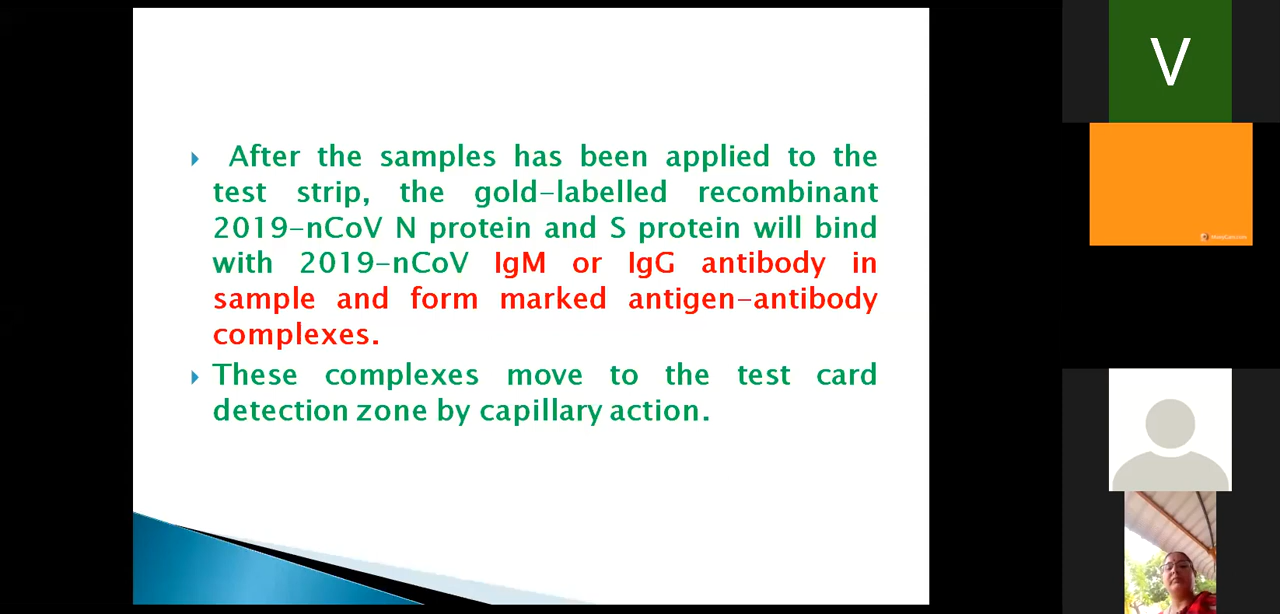 After the samples has been applied to the
test strip, the gold-labelled recombinant
2019-nCoV N protein and S protein will bind
with 2019-nCoV IgM or IgG antibody in
sample and form marked antigen-antibody
complexes.
These complexes move to the test card
detection zone by capillary action.
V